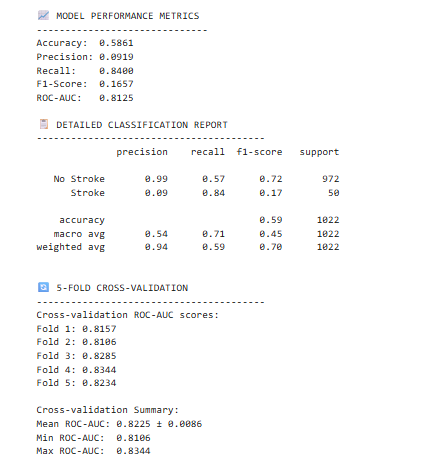 📈 MODEL PERFORMANCE METRICS
------------------------------
Accuracy: 0.5861
Precision: 0.0919
Recall: 0.8400
F1-Score: 0.1657
ROC-AUC: 0.8125
📋 DETAILED CLASSIFICATION REPORT
----------------------------------------
precision recall f1-score support
No Stroke 0.99 0.57 0.72 972
Stroke 0.09 0.84 0.17 50
accuracy 0.59 1022
macro avg 0.54 0.71 0.45 1022
weighted avg 0.94 0.59 0.70 1022
🔄 5-FOLD CROSS-VALIDATION
----------------------------------------
Cross-validation ROC-AUC scores:
Fold 1: 0.8157
Fold 2: 0.8106
Fold 3: 0.8285
Fold 4: 0.8344
Fold 5: 0.8234
Cross-validation Summary:
Mean ROC-AUC: 0.8225 ± 0.0086
Min ROC-AUC: 0.8106
Max ROC-AUC: 0.8344